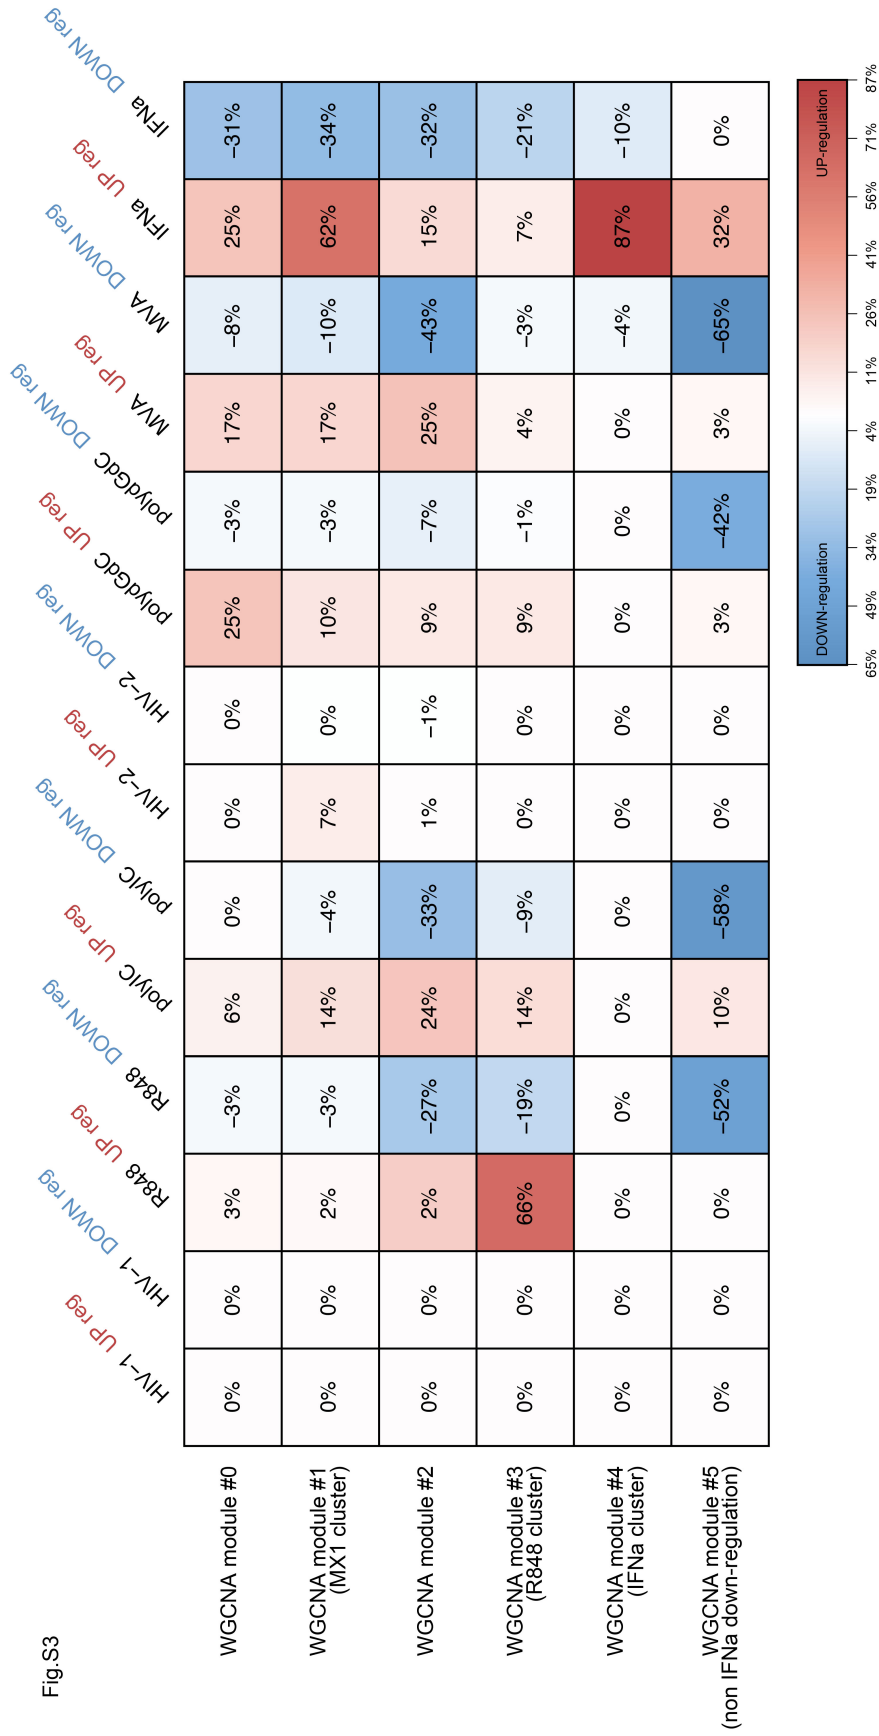 Fig.S3
HIV−1 UP reg
HIV−1 DOWN reg
R848 UP reg
R848 DOWN reg
polyIC UP reg
polyIC DOWN reg
HIV−2 UP reg
HIV−2 DOWN reg
polydGdC UP reg
polydGdC DOWN reg
MVA UP reg
MVA DOWN reg
IFNa UP reg
IFNa DOWN reg
WGCNA module #0
0% 0% 3% −3% 6% 0% 0% 0% 25% −3% 17% −8% 25% −31%
WGCNA module #1
(MX1 cluster)
0% 0% 2% −3% 14% −4% 7% 0% 10% −3% 17% −10% 62% −34%
WGCNA module #2
0% 0% 2% −27% 24% −33% 1% −1% 9% −7% 25% −43% 15% −32%
WGCNA module #3
(R848 cluster)
0% 0% 66% −19% 14% −9% 0% 0% 9% −1% 4% −3% 7% −21%
WGCNA module #4
(IFNa cluster)
0% 0% 0% 0% 0% 0% 0% 0% 0% 0% 0% −4% 87% −10%
WGCNA module #5
(non IFNa down-regulation)
0% 0% 0% −52% 10% −58% 0% 0% 3% −42% 3% −65% 32% 0%
DOWN-regulation UP-regulation
65% 49% 34% 19% 4% 11% 26% 41% 56% 71% 87%